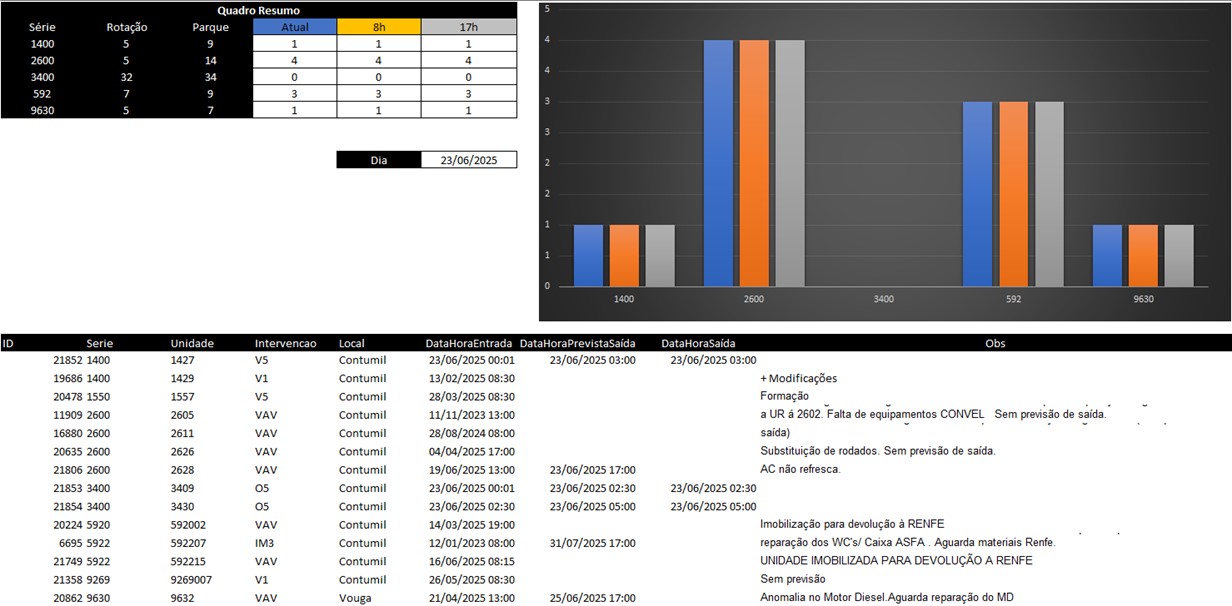 Quadro Resumo
Série Rotação Parque Atual 8h 17h
1400 5 9 1 1 1
2600 5 14 4 4 4
3400 32 34 0 0 0
592 7 9 3 3 3
9630 5 7 1 1 1
Dia 23/06/2025
5
4
4
3
3
2
2
1
1
0
1400 2600 3400 592 9630
ID Serie Unidade Intervencao Local DataHoraEntrada DataHoraPrevistaSaída DataHoraSaída Obs
21852 1400 1427 V5 Contumil 23/06/2025 00:01 23/06/2025 03:00 23/06/2025 03:00
19686 1400 1429 V1 Contumil 13/02/2025 08:30 + Modificações
20478 1550 1557 V5 Contumil 28/03/2025 08:30 Formação
11909 2600 2605 VAV Contumil 11/11/2023 13:00 a UR á 2602. Falta de equipamentos CONVEL Sem previsão de saída.
16880 2600 2611 VAV Contumil 28/08/2024 08:00 saída)
20635 2600 2626 VAV Contumil 04/04/2025 17:00 Substituição de rodados. Sem previsão de saída.
21806 2600 2628 VAV Contumil 19/06/2025 13:00 23/06/2025 17:00 AC não refresca.
21853 3400 3409 O5 Contumil 23/06/2025 00:01 23/06/2025 02:30 23/06/2025 02:30
21854 3400 3430 O5 Contumil 23/06/2025 02:30 23/06/2025 05:00 23/06/2025 05:00
20224 5920 592002 VAV Contumil 14/03/2025 19:00 Imobilização para devolução à RENFE
6695 5922 592207 IM3 Contumil 12/01/2023 08:00 31/07/2025 17:00 reparação dos WC's/ Caixa ASFA . Aguarda materiais Renfe.
21749 5922 592215 VAV Contumil 16/06/2025 08:15 UNIDADE IMOBILIZADA PARA DEVOLUÇÃO A RENFE
21358 9269 9269007 V1 Contumil 26/05/2025 08:30 Sem previsão
20862 9630 9632 VAV Vouga 21/04/2025 13:00 25/06/2025 17:00 Anomalia no Motor Diesel.Aguarda reparação do MD